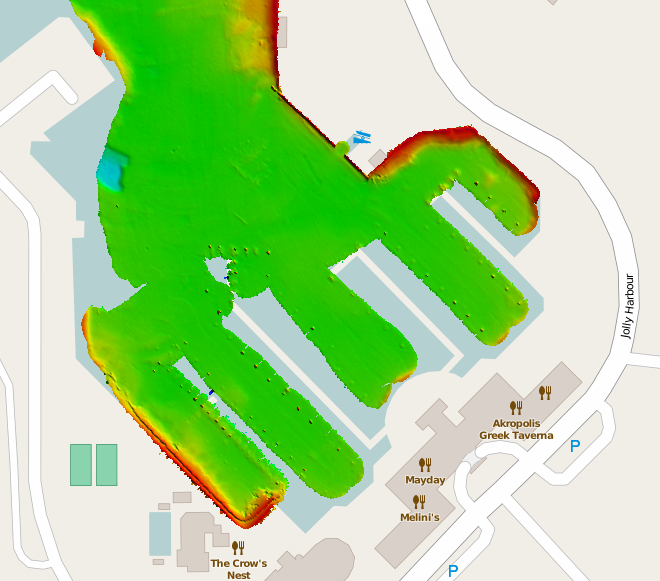 Jolly Harbour
Akropolis
Greek Taverna
P
Mayday
Melini's
The Crow's
Nest
P